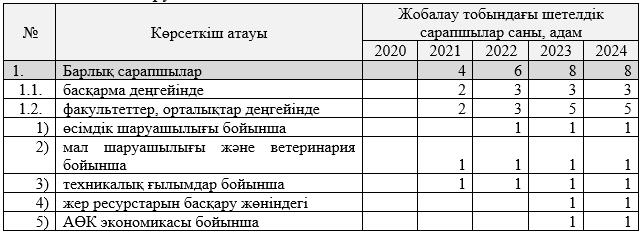 № Көрсеткіш атауы Жобалау тобындағы шетелдік
сарапшылар саны, адам
2020 2021 2022 2023 2024
1. Барлық сарапшылар 4 6 8 8
1.1. басқарма деңгейінде 2 3 3 3
1.2. факультеттер, орталықтар деңгейінде 2 3 5 5
1) өсімдік шаруашылығы бойынша 1 1 1
2) мал шаруашылығы және ветеринария
бойынша 1 1 1 1
3) техникалық ғылымдар бойынша 1 1 1 1
4) жер ресурстарын басқару жөніндегі 1 1
5) АӨК экономикасы бойынша 1 1